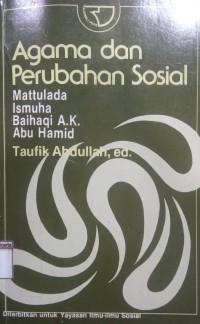 Agama dan
Perubahan Sosial
Mattulada
Ismuha
Baihaqi A.K.
Abu Hamid
Taufik Abdullah, ed.
Diterbitkan untuk Yayasan Ilmu-ilmu Sosial